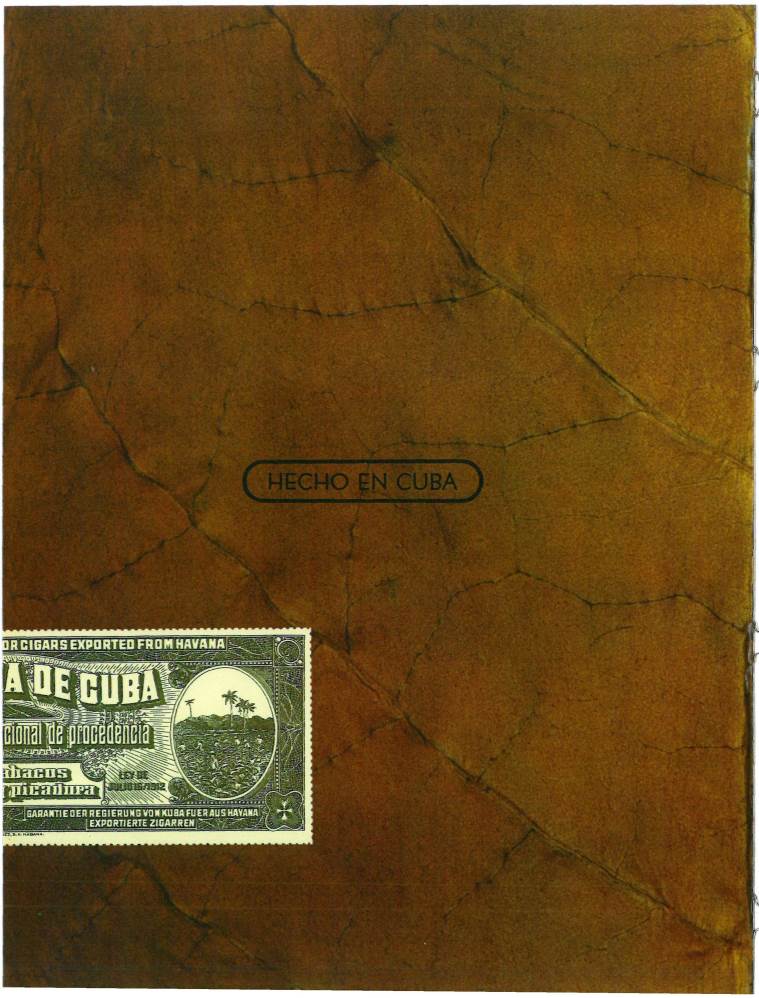 HECHO EN CUBA
OR CIGARS EXPORTED FROM HAVANA
A DE CUBA
cional de procedencia
abacos
picadura
LEY DE
JULIO 16/1912
GARANTIE DER REGIERUNG VON KUBA FUER AUS HAVANA
EXPORTIERTE ZIGARREN